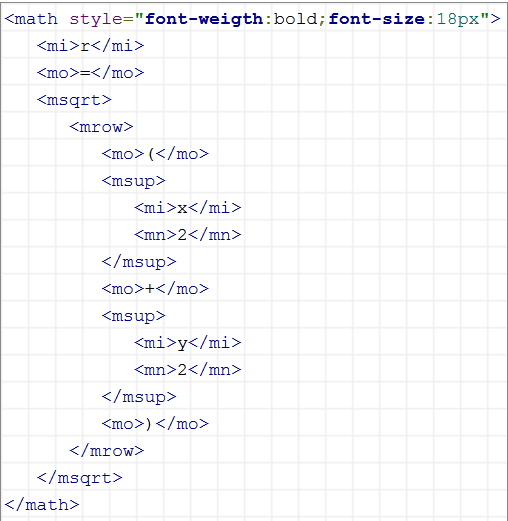 <math style="font-weigth:bold;font-size:18px">
<mi>r</mi>
<mo>=</mo>
<msqrt>
<mrow>
<mo>(</mo>
<msup>
<mi>x</mi>
<mn>2</mn>
</msup>
<mo>+</mo>
<msup>
<mi>y</mi>
<mn>2</mn>
</msup>
<mo>)</mo>
</mrow>
</msqrt>
</math>